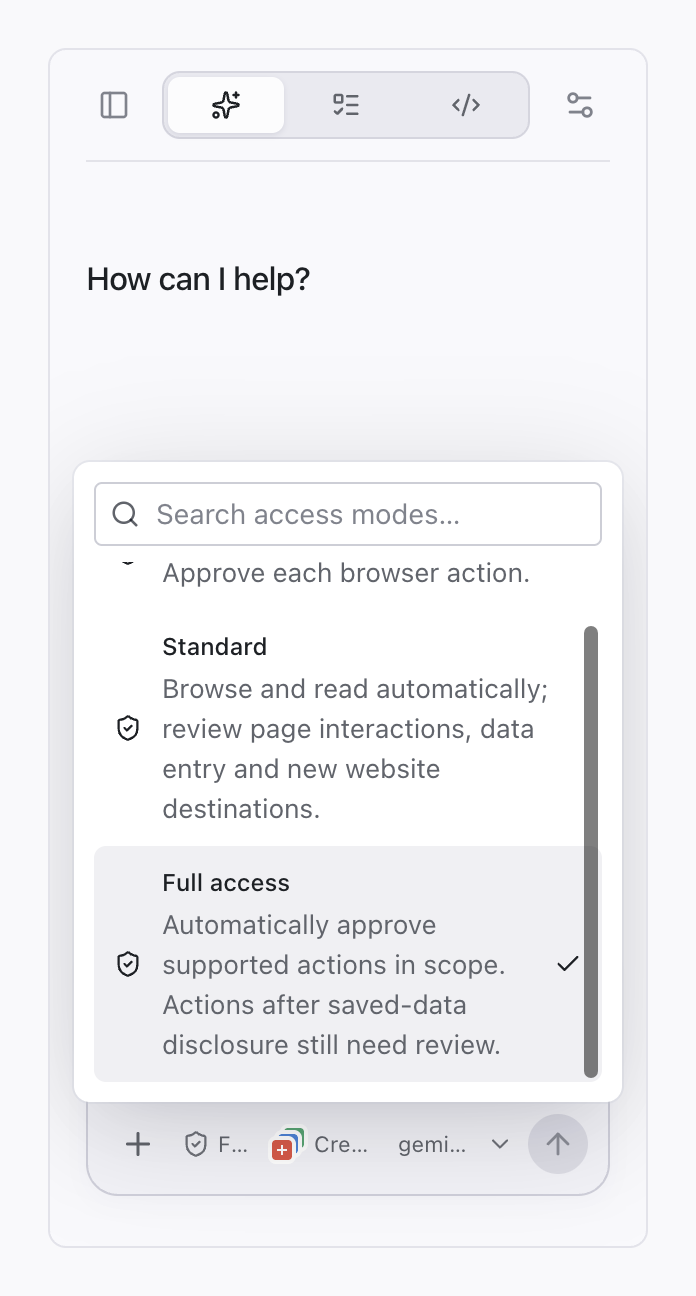 How can I help?
Search access modes...
Approve each browser action.
Standard
Browse and read automatically;
review page interactions, data
entry and new website
destinations.
Full access
Automatically approve
supported actions in scope.
Actions after saved-data
disclosure still need review.
F... Cre... gemi...